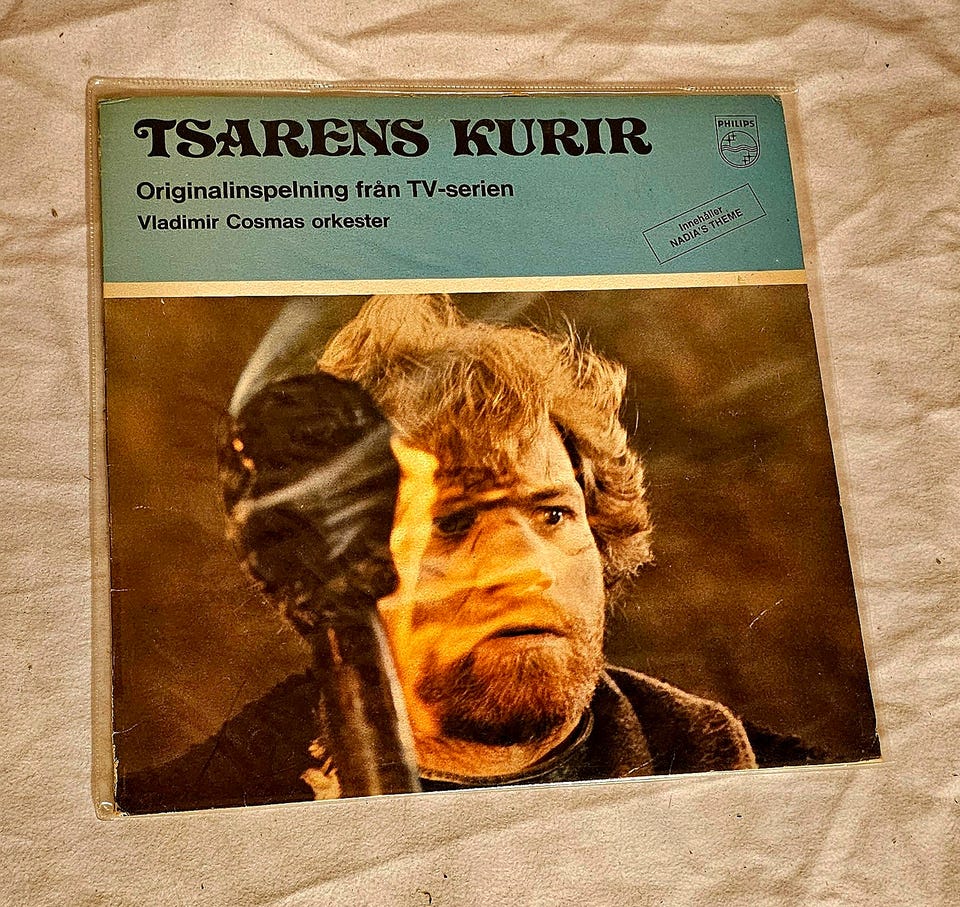 TSARENS KURIR
PHILIPS
Originalinspelning från TV-serien
Vladimir Cosmas orkester
Innehåller
NADIA'S THEME